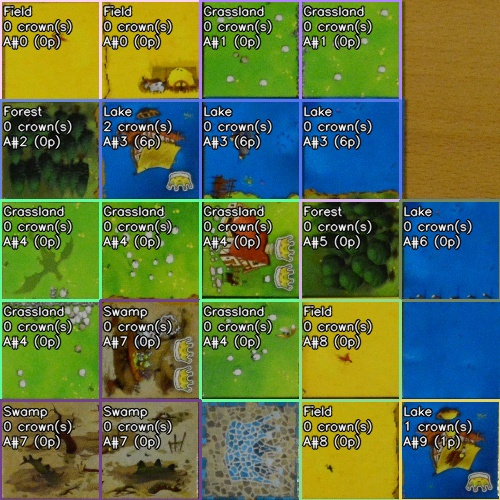 Field
0 crown(s)
A#0 (0p)
Field
0 crown(s)
A#0 (0p)
Grassland
0 crown(s)
A#1 (0p)
Grassland
0 crown(s)
A#1 (0p)
Forest
0 crown(s)
A#2 (0p)
Lake
2 crown(s)
A#3 (6p)
Lake
0 crown(s)
A#3 (6p)
Lake
0 crown(s)
A#3 (6p)
Grassland
0 crown(s)
A#4 (0p)
Grassland
0 crown(s)
A#4 (0p)
Grassland
0 crown(s)
A#4 (0p)
Forest
0 crown(s)
A#5 (0p)
Lake
0 crown(s)
A#6 (0p)
Grassland
0 crown(s)
A#4 (0p)
Swamp
0 crown(s)
A#7 (0p)
Grassland
0 crown(s)
A#4 (0p)
Field
0 crown(s)
A#8 (0p)
Swamp
0 crown(s)
A#7 (0p)
Swamp
0 crown(s)
A#7 (0p)
Field
0 crown(s)
A#8 (0p)
Lake
1 crown(s)
A#9 (1p)